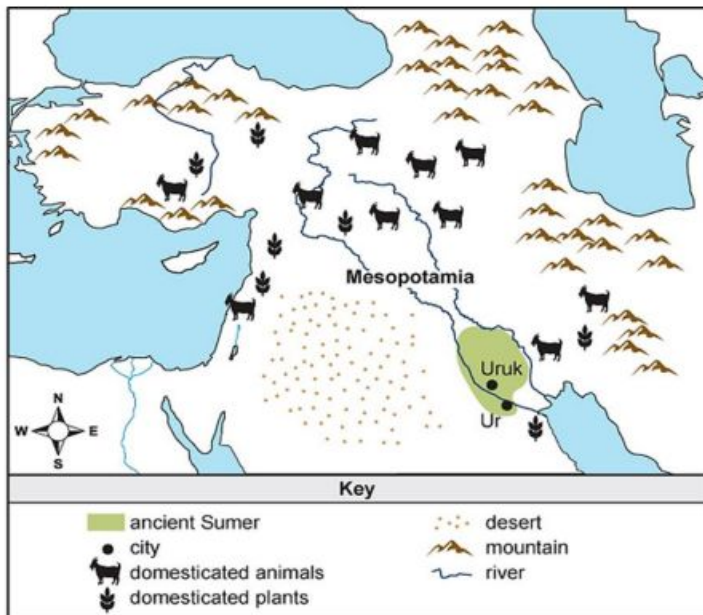 Mesopotamia
Uruk
Ur
N
W E
S
Key
ancient Sumer
city
domesticated animals
domesticated plants
desert
mountain
river